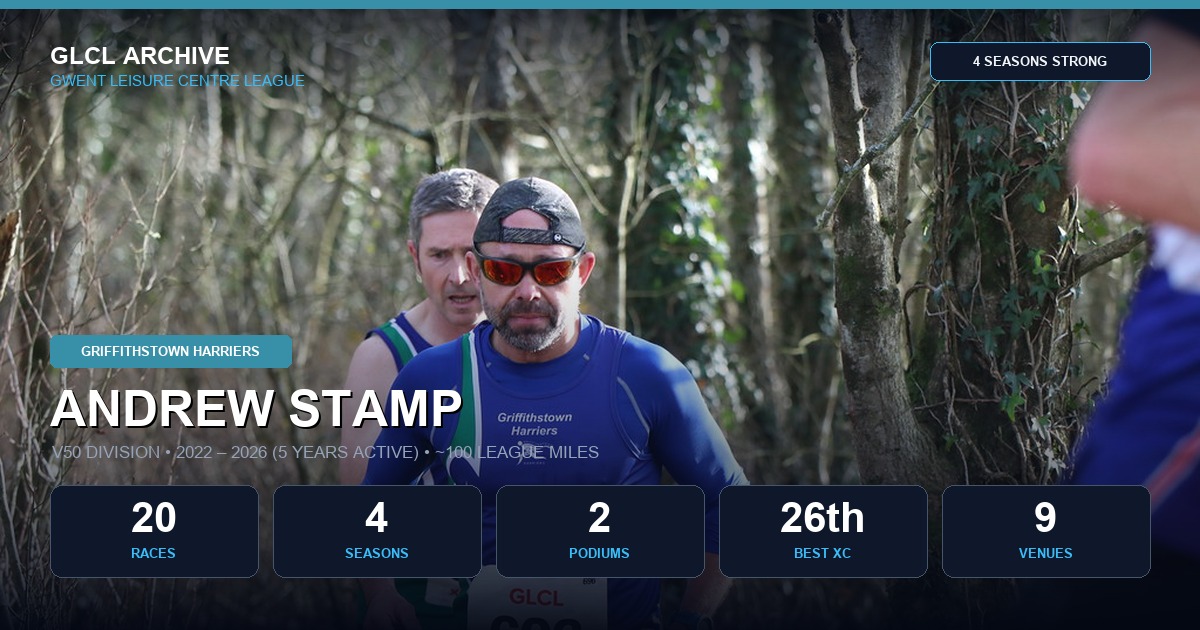 GLCL ARCHIVE
GWENT LEISURE CENTRE LEAGUE
4 SEASONS STRONG
GRIFFITHSTOWN HARRIERS
ANDREW STAMP
V50 DIVISION • 2022 – 2026 (5 YEARS ACTIVE) • ~100 LEAGUE MILES
Griffithstown
Harriers
20
RACES
4
SEASONS
2
PODIUMS
26th
BEST XC
9
VENUES
GLCL